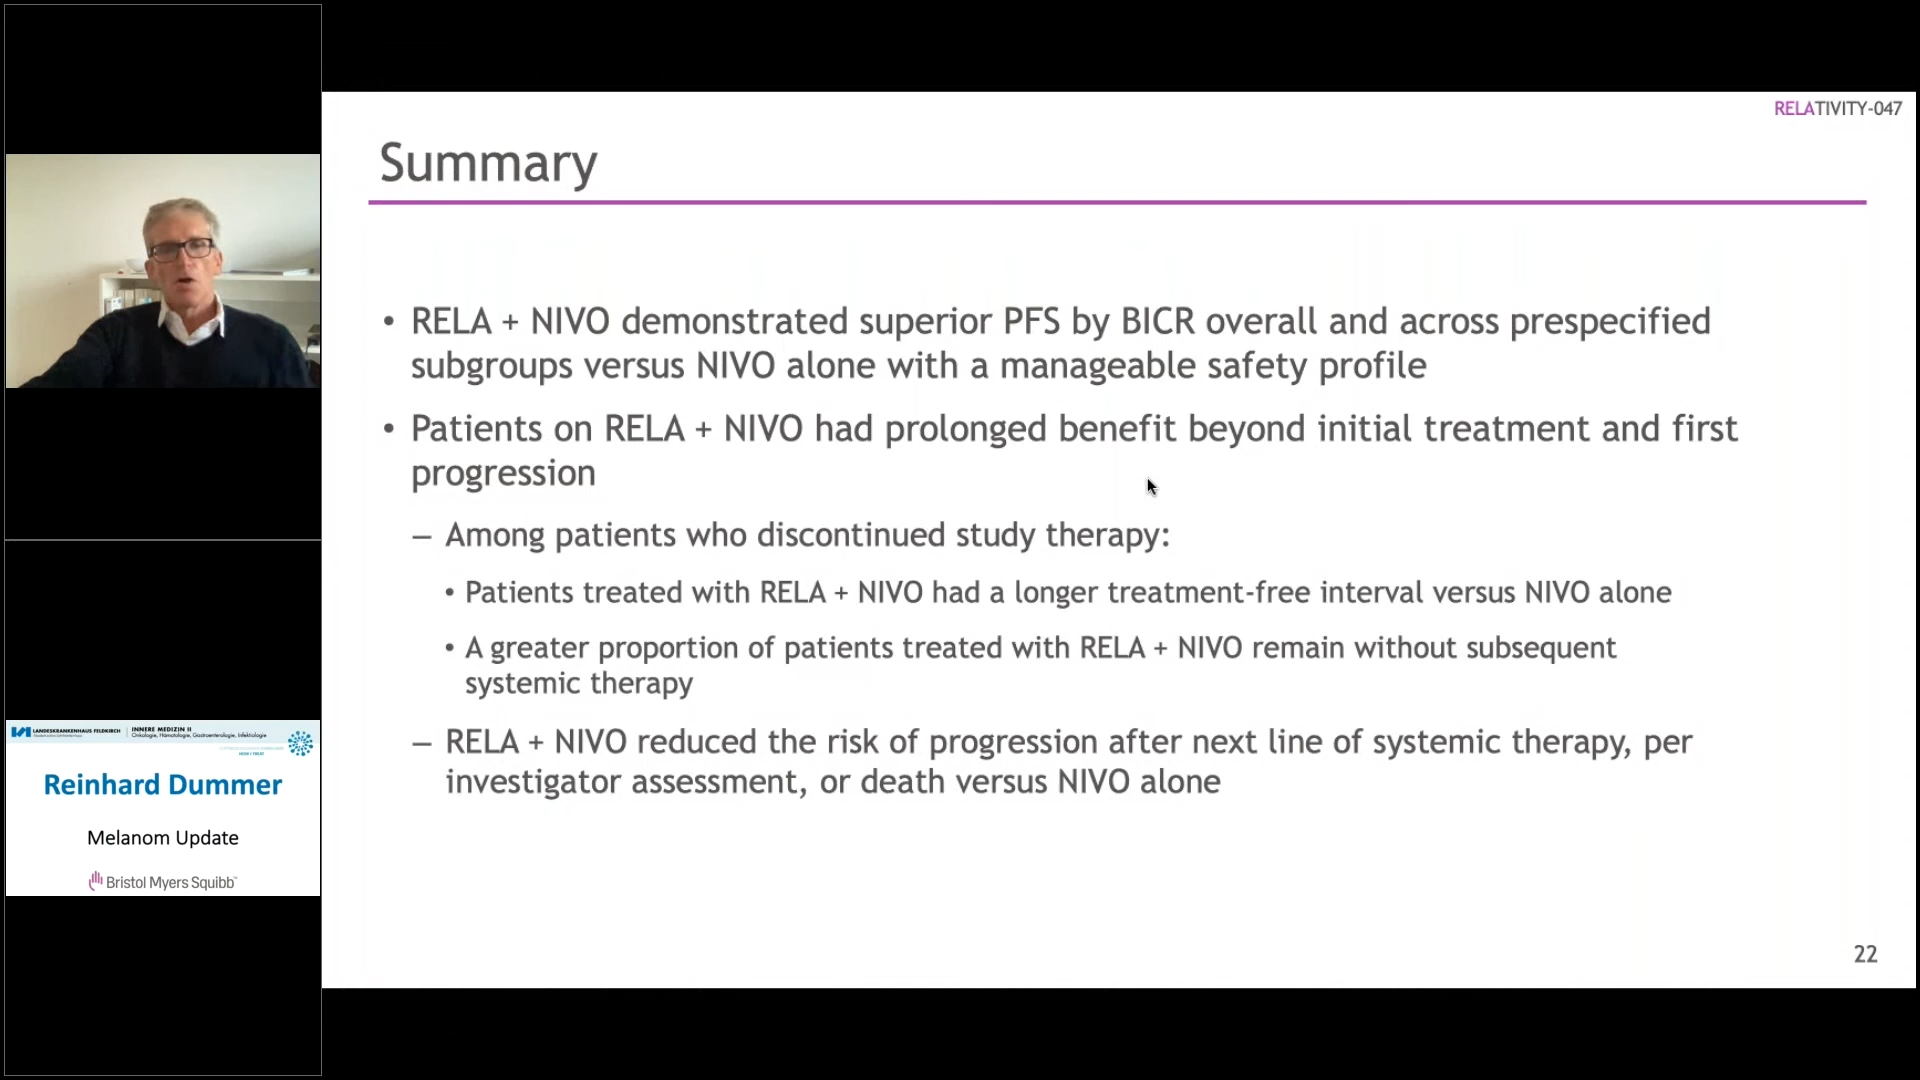 RELATIVITY-047
Summary
• RELA + NIVO demonstrated superior PFS by BICR overall and across prespecified
subgroups versus NIVO alone with a manageable safety profile
• Patients on RELA + NIVO had prolonged benefit beyond initial treatment and first
progression
– Among patients who discontinued study therapy:
• Patients treated with RELA + NIVO had a longer treatment-free interval versus NIVO alone
• A greater proportion of patients treated with RELA + NIVO remain without subsequent
systemic therapy
– RELA + NIVO reduced the risk of progression after next line of systemic therapy, per
investigator assessment, or death versus NIVO alone
22
LANDESKRANKENHAUS FELDKIRCH
INNERE MEDIZIN II
Onkologie, Hämatologie, Gastroenterologie, Infektiologie
Reinhard Dummer
Melanom Update
Bristol Myers Squibb™